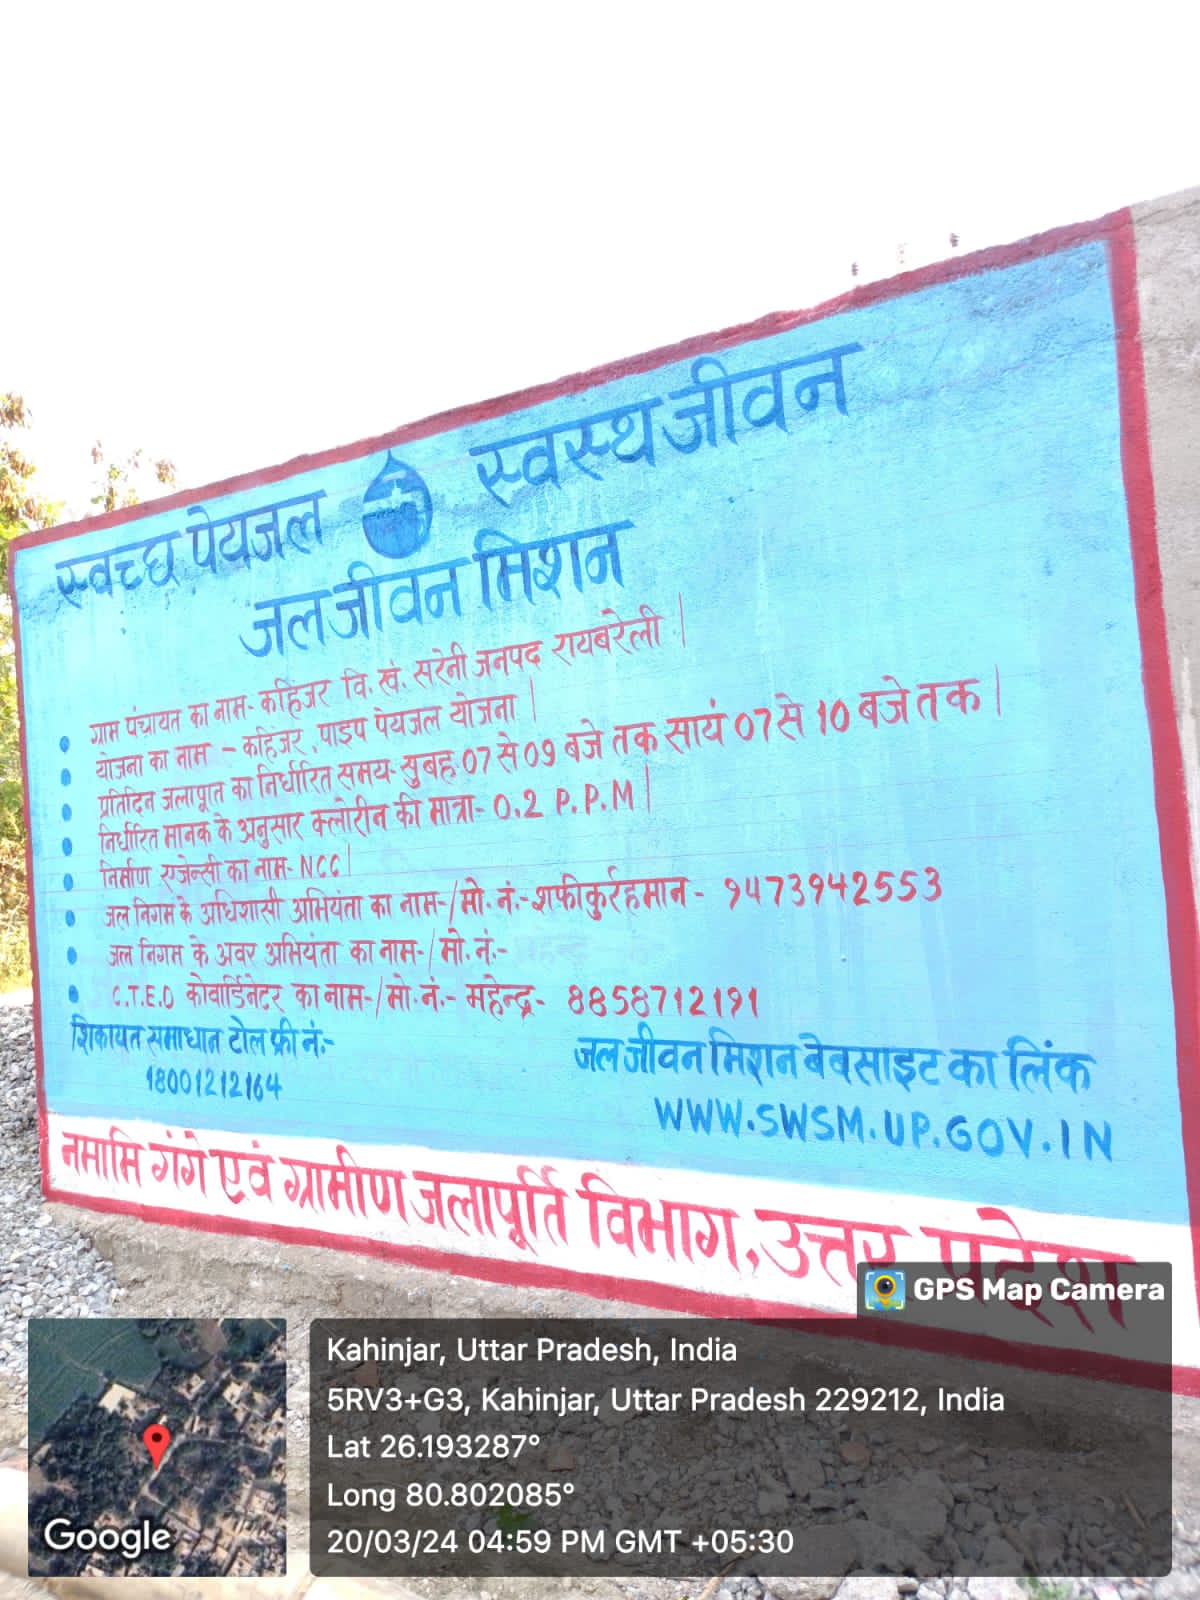 स्वच्छ पेयजल स्वस्थ जीवन
जल जीवन मिशन
ग्राम पंचायत का नाम- कहिंजर वि. खं. सरेनी जनपद रायबरेली |
योजना का नाम - कहिंजर, पाइप पेयजल योजना |
प्रतिदिन जलापूर्ति का निर्धारित समय- सुबह 07 से 09 बजे तक सायं 07 से 10 बजे तक |
निर्धारित मानक के अनुसार क्लोरीन की मात्रा- 0.2 P.P.M |
निर्माण एजेन्सी का नाम- NCC |
जल निगम के अधिशासी अभियंता का नाम-/मो. नं.- शफीकुर्रहमान - 9473942553
जल निगम के अवर अभियंता का नाम-/मो. नं.-
C.T.E.D कोवार्डिनेटर का नाम-/मो. नं.- महेन्द्र- 8858712191
शिकायत समाधान टोल फ्री नं.-
18001212164
जल जीवन मिशन बेबसाइट का लिंक
WWW.SWSM.UP.GOV.IN
नमामि गंगे एवं ग्रामीण जलापूर्ति विभाग, उत्तर प्रदेश
GPS Map Camera
Kahinjar, Uttar Pradesh, India
5RV3+G3, Kahinjar, Uttar Pradesh 229212, India
Lat 26.193287°
Long 80.802085°
20/03/24 04:59 PM GMT +05:30
Google